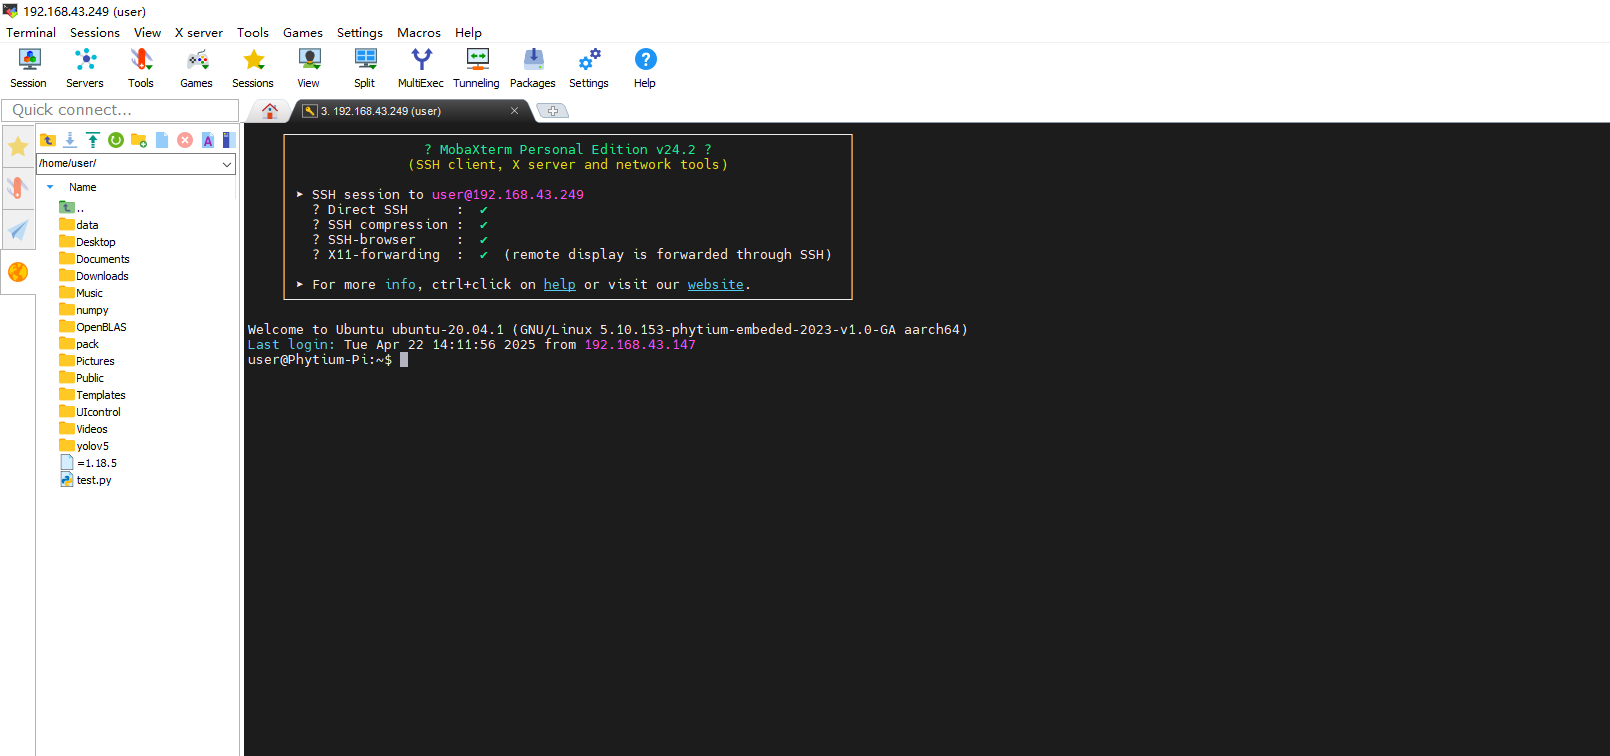 192.168.43.249 (user)
Terminal Sessions View X server Tools Games Settings Macros Help
Session Servers Tools Games Sessions View Split MultiExec Tunneling Packages Settings Help
Quick connect...
3. 192.168.43.249 (user)
/home/user/
Name
..
data
Desktop
Documents
Downloads
Music
numpy
OpenBLAS
pack
Pictures
Public
Templates
UIcontrol
Videos
yolov5
=1.18.5
test.py
? MobaXterm Personal Edition v24.2 ?
(SSH client, X server and network tools)
➤ SSH session to user@192.168.43.249
? Direct SSH : ✔
? SSH compression : ✔
? SSH-browser : ✔
? X11-forwarding : ✔ (remote display is forwarded through SSH)
➤ For more info, ctrl+click on help or visit our website.
Welcome to Ubuntu ubuntu-20.04.1 (GNU/Linux 5.10.153-phytium-embeded-2023-v1.0-GA aarch64)
Last login: Tue Apr 22 14:11:56 2025 from 192.168.43.147
user@Phytium-Pi:~$